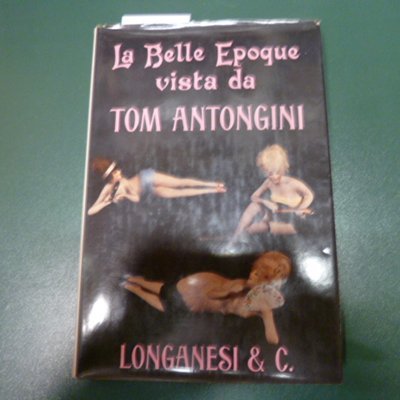 La Belle Epoque
vista da
TOM ANTONGINI
LONGANESI & C.